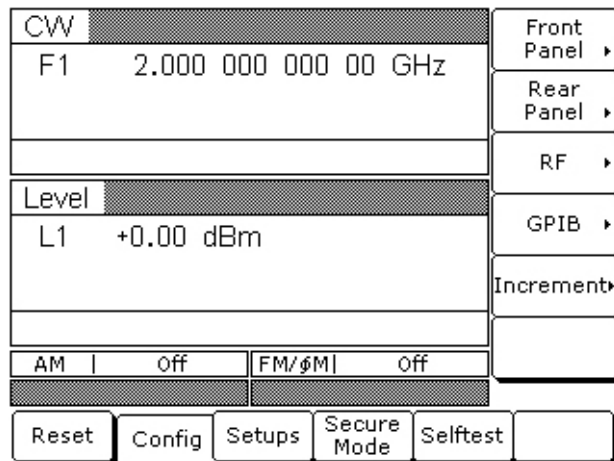 CW
F1 2.000 000 000 00 GHz
Level
L1 +0.00 dBm
AM | Off FM/ϕM| Off
Front
Panel
Rear
Panel
RF
GPIB
Increment
Reset Config Setups Secure Mode Selftest